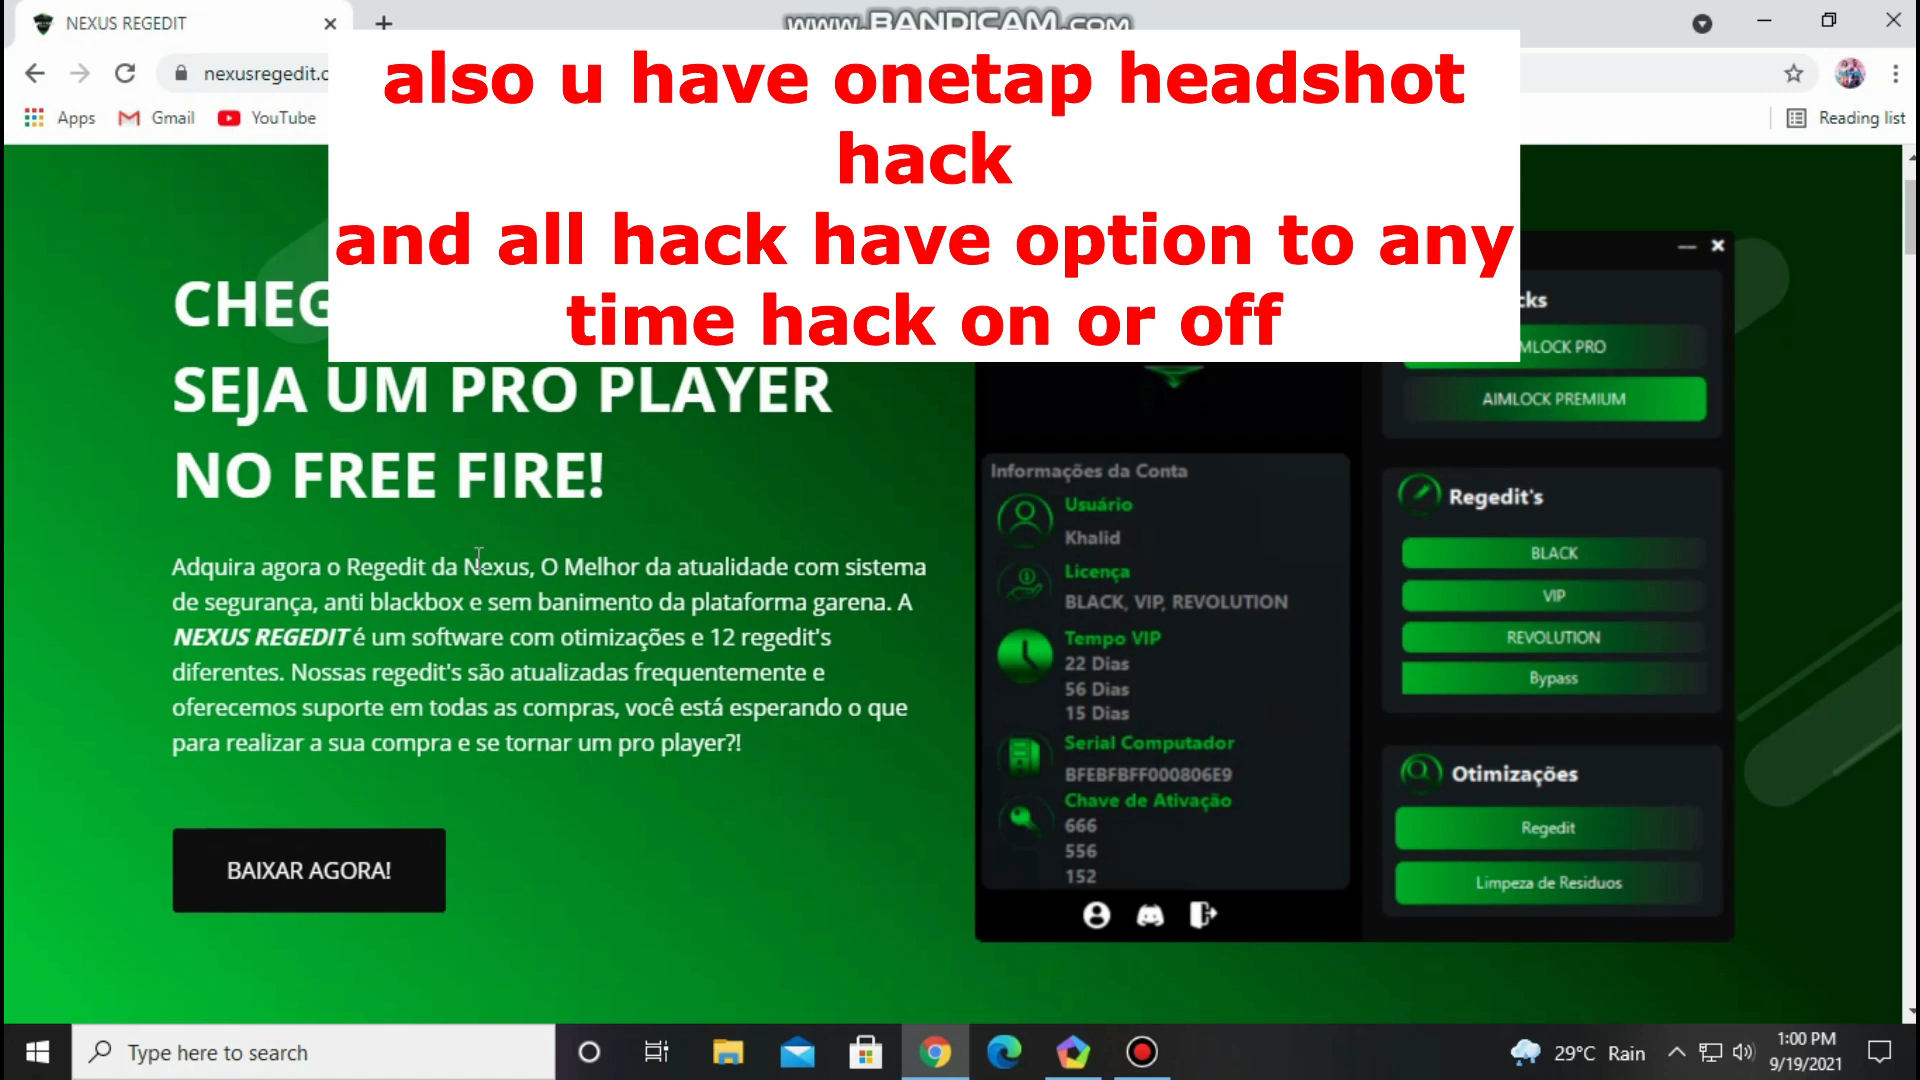 NEXUS REGEDIT
www.BANDICAM.com
nexusregedit.c
Apps
Gmail
YouTube
Reading list
also u have onetap headshot
hack
and all hack have option to any
time hack on or off
CHEG
SEJA UM PRO PLAYER
NO FREE FIRE!
Adquira agora o Regedit da Nexus, O Melhor da atualidade com sistema
de segurança, anti blackbox e sem banimento da plataforma garena. A
NEXUS REGEDIT é um software com otimizações e 12 regedit's
diferentes. Nossas regedit's são atualizadas frequentemente e
oferecemos suporte em todas as compras, você está esperando o que
para realizar a sua compra e se tornar um pro player?!
BAIXAR AGORA!
Informações da Conta
Usuário
Khalid
Licença
BLACK, VIP, REVOLUTION
Tempo VIP
22 Dias
56 Dias
15 Dias
Serial Computador
BFEBFBFF000806E9
Chave de Ativação
666
556
152
cks
MLOCK PRO
AIMLOCK PREMIUM
Regedit's
BLACK
VIP
REVOLUTION
Bypass
Otimizações
Regedit
Limpeza de Residuos
Type here to search
29°C Rain
1:00 PM
9/19/2021